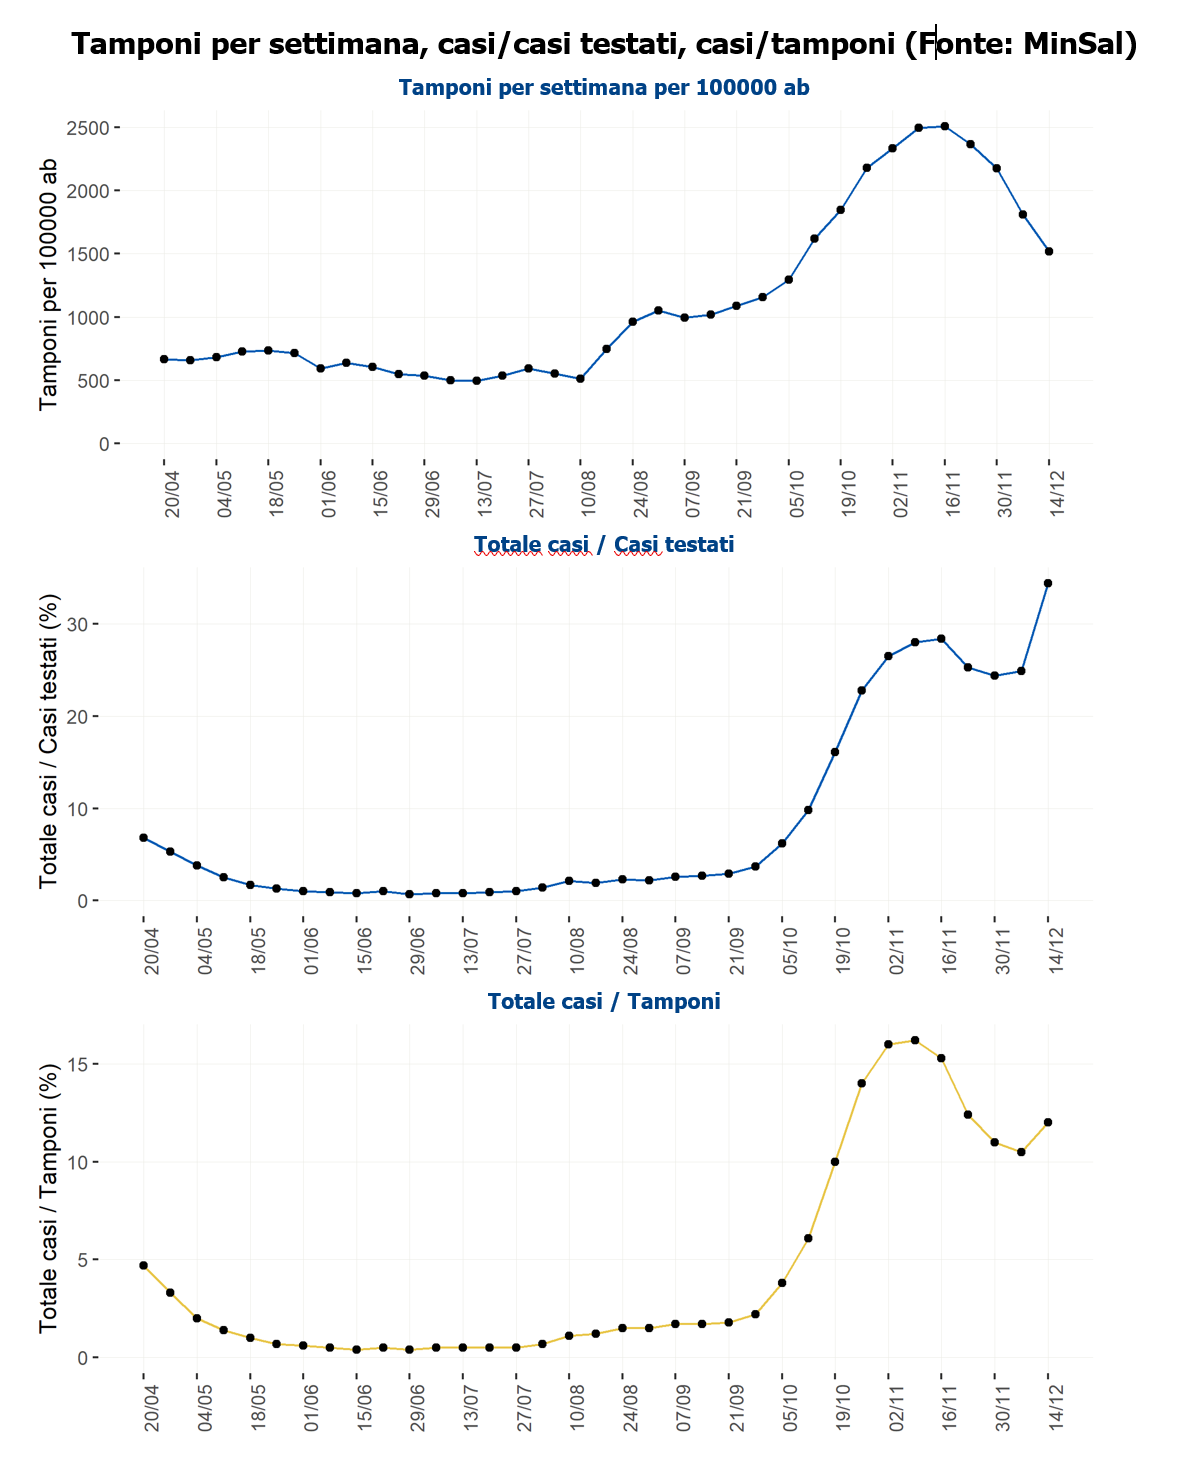 Tamponi per settimana, casi/casi testati, casi/tamponi (Fonte: MinSal)
Tamponi per settimana per 100000 ab
Tamponi per 100000 ab
2500
2000
1500
1000
500
0
20/04 04/05 18/05 01/06 15/06 29/06 13/07 27/07 10/08 24/08 07/09 21/09 05/10 19/10 02/11 16/11 30/11 14/12
Totale casi / Casi testati
Totale casi / Casi testati (%)
30
20
10
0
20/04 04/05 18/05 01/06 15/06 29/06 13/07 27/07 10/08 24/08 07/09 21/09 05/10 19/10 02/11 16/11 30/11 14/12
Totale casi / Tamponi
Totale casi / Tamponi (%)
15
10
5
0
20/04 04/05 18/05 01/06 15/06 29/06 13/07 27/07 10/08 24/08 07/09 21/09 05/10 19/10 02/11 16/11 30/11 14/12